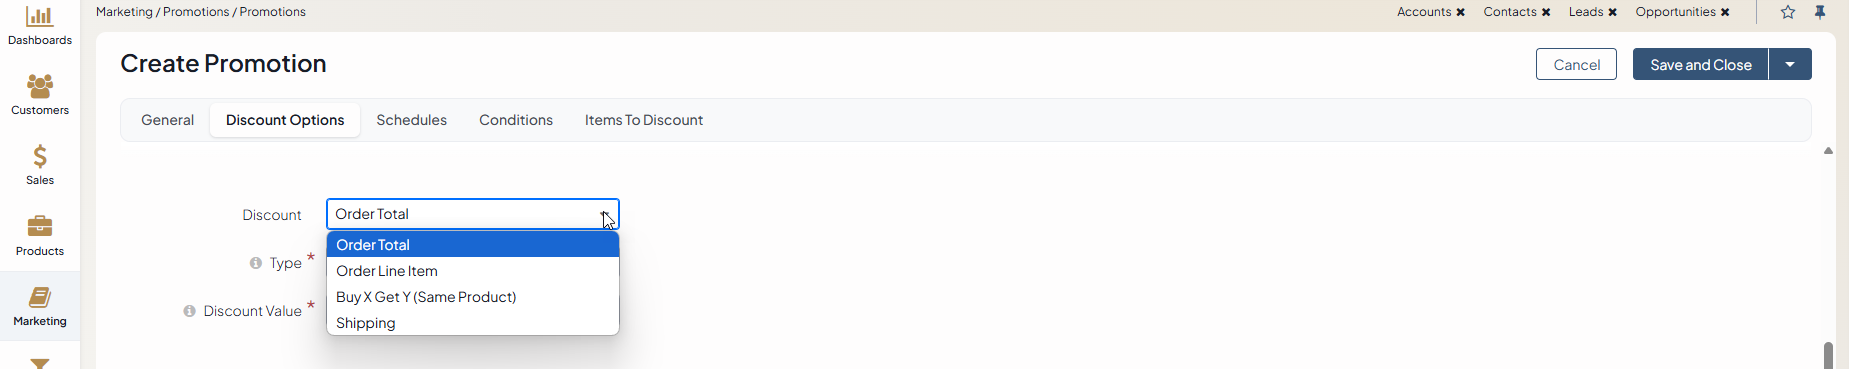 Marketing / Promotions / Promotions
Accounts ✖ Contacts ✖ Leads ✖ Opportunities ✖
Dashboards
Customers
Sales
Products
Marketing
Create Promotion
Cancel
Save and Close
General Discount Options Schedules Conditions Items To Discount
Discount Order Total
Order Total
Order Line Item
Buy X Get Y (Same Product)
Shipping
Type *
Discount Value *